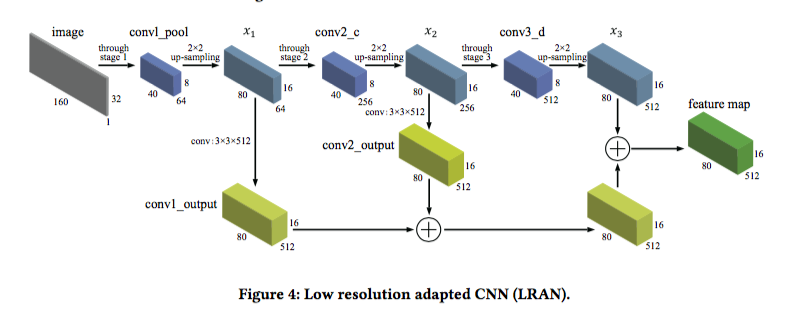 image
conv1_pool
x1
conv2_c
x2
conv3_d
x3
through
stage 1
2×2
up-sampling
through
stage 2
2×2
up-sampling
through
stage 3
2×2
up-sampling
160
32
1
40
8
64
80
16
64
40
8
256
80
16
256
40
8
512
80
16
512
feature map
80
16
512
conv:3×3×512
conv:3×3×512
conv2_output
80
16
512
conv1_output
80
16
512
80
16
512
Figure 4: Low resolution adapted CNN (LRAN).